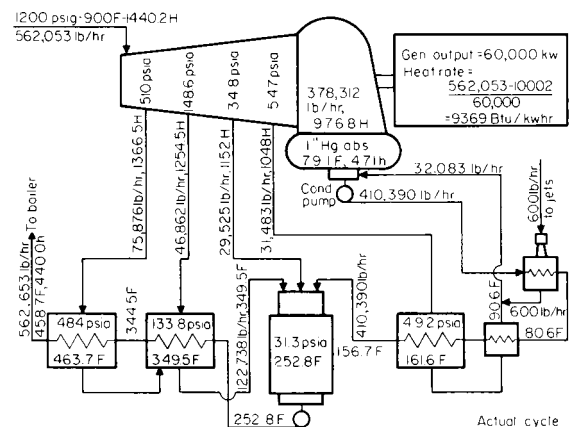 1200 psig-900F-1440.2H
562,053 lb/hr
510 psia
148.6 psia
34.8 psia
5.47 psia
378,312
lb/hr,
976.8 H
1" Hg abs
79.1F, 47.1h
Gen output = 60,000 kw
Heat rate =
562,053-1000.2
60,000
=9369 Btu/kwhr
75,876 lb/hr, 1366.5H
46,862 lb/hr, 1254.5H
29,525 lb/hr, 1152H
31,483 lb/hr, 1048H
Cond
pump
32,083 lb/hr
410,390 lb/hr
600 lb/hr
to jets
To boiler
562,653 lb/hr
458.7F, 440.0h
344.5F
122,738 lb/hr, 349.5F
410,390 lb/hr
156.7F
90.6F
600 lb/hr
80.6F
484 psia
463.7F
133.8 psia
349.5F
31.3 psia
252.8F
4.92 psia
161.6F
252.8F
Actual cycle